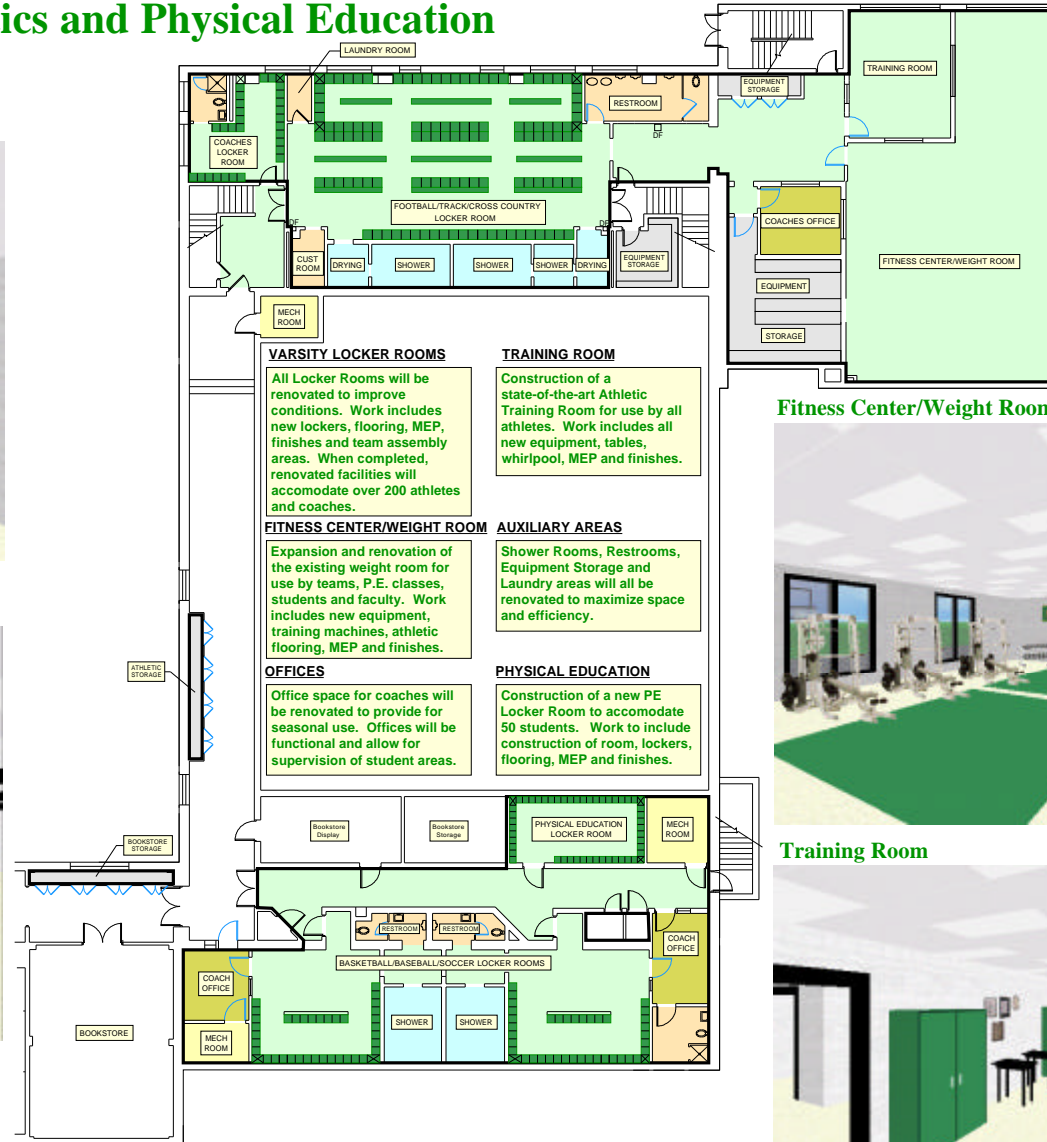 ics and Physical Education
LAUNDRY ROOM
TRAINING ROOM
EQUIPMENT
STORAGE
RESTROOM
DF
COACHES
LOCKER
ROOM
FOOTBALL/TRACK/CROSS COUNTRY
LOCKER ROOM
COACHES OFFICE
DF
DF
CUST
ROOM
DRYING
SHOWER
SHOWER
SHOWER
DRYING
EQUIPMENT
STORAGE
FITNESS CENTER/WEIGHT ROOM
EQUIPMENT
STORAGE
MECH
ROOM
VARSITY LOCKER ROOMS
All Locker Rooms will be
renovated to improve
conditions. Work includes
new lockers, flooring, MEP,
finishes and team assembly
areas. When completed,
renovated facilities will
accomodate over 200 athletes
and coaches.
TRAINING ROOM
Construction of a
state-of-the-art Athletic
Training Room for use by all
athletes. Work includes all
new equipment, tables,
whirlpool, MEP and finishes.
FITNESS CENTER/WEIGHT ROOM
Expansion and renovation of
the existing weight room for
use by teams, P.E. classes,
students and faculty. Work
includes new equipment,
training machines, athletic
flooring, MEP and finishes.
AUXILIARY AREAS
Shower Rooms, Restrooms,
Equipment Storage and
Laundry areas will all be
renovated to maximize space
and efficiency.
OFFICES
Office space for coaches will
be renovated to provide for
seasonal use. Offices will be
functional and allow for
supervision of student areas.
PHYSICAL EDUCATION
Construction of a new PE
Locker Room to accomodate
50 students. Work to include
construction of room, lockers,
flooring, MEP and finishes.
Fitness Center/Weight Room
ATHLETIC
STORAGE
BOOKSTORE
STORAGE
Bookstore
Display
Bookstore
Storage
PHYSICAL EDUCATION
LOCKER ROOM
MECH
ROOM
Training Room
RESTROOM
RESTROOM
COACH
OFFICE
BASKETBALL/BASEBALL/SOCCER LOCKER ROOMS
COACH
OFFICE
SHOWER
SHOWER
MECH
ROOM
BOOKSTORE